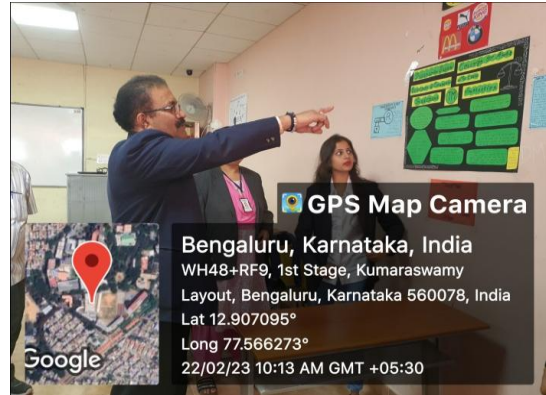 GPS Map Camera
Bengaluru, Karnataka, India
WH48+RF9, 1st Stage, Kumaraswamy
Layout, Bengaluru, Karnataka 560078, India
Lat 12.907095°
Long 77.566273°
22/02/23 10:13 AM GMT +05:30
Google